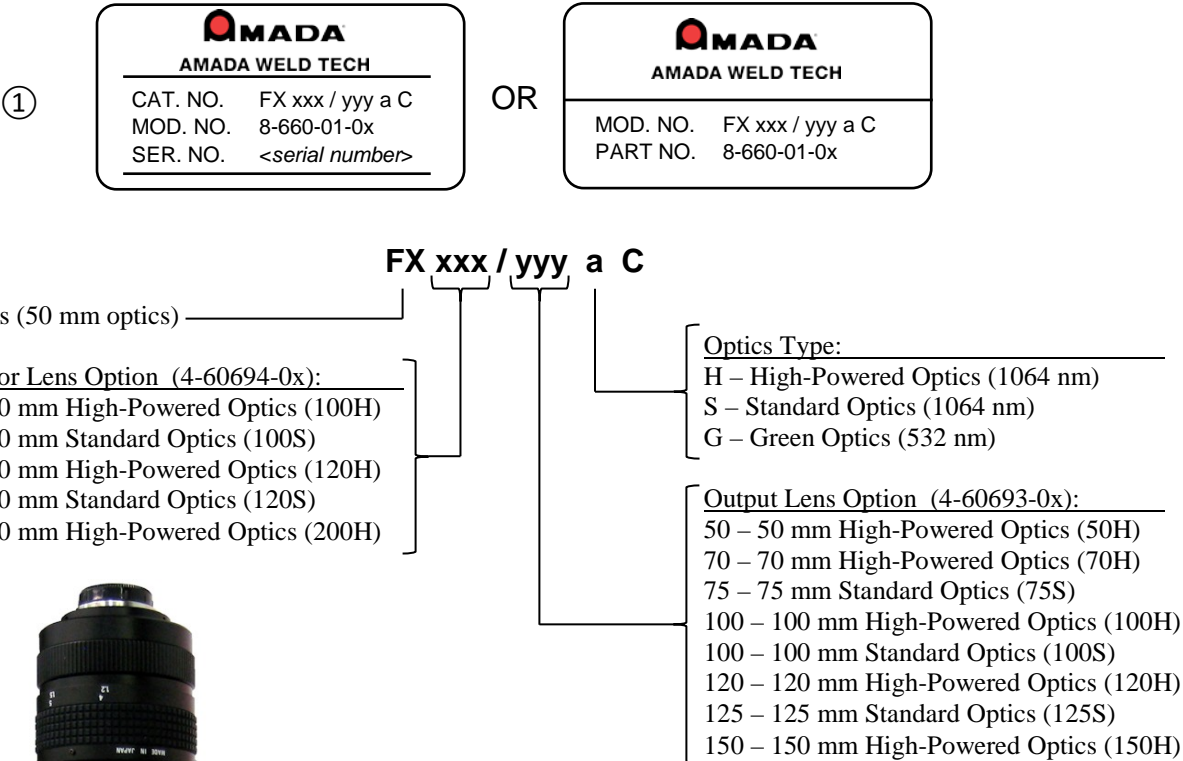 ①
AMADA
AMADA WELD TECH
CAT. NO. FX xxx / yyy a C
MOD. NO. 8-660-01-0x
SER. NO. <serial number>
OR
AMADA
AMADA WELD TECH
MOD. NO. FX xxx / yyy a C
PART NO. 8-660-01-0x
FX xxx / yyy a C
s (50 mm optics)
or Lens Option (4-60694-0x):
0 mm High-Powered Optics (100H)
0 mm Standard Optics (100S)
0 mm High-Powered Optics (120H)
0 mm Standard Optics (120S)
0 mm High-Powered Optics (200H)
Optics Type:
H – High-Powered Optics (1064 nm)
S – Standard Optics (1064 nm)
G – Green Optics (532 nm)
Output Lens Option (4-60693-0x):
50 – 50 mm High-Powered Optics (50H)
70 – 70 mm High-Powered Optics (70H)
75 – 75 mm Standard Optics (75S)
100 – 100 mm High-Powered Optics (100H)
100 – 100 mm Standard Optics (100S)
120 – 120 mm High-Powered Optics (120H)
125 – 125 mm Standard Optics (125S)
150 – 150 mm High-Powered Optics (150H)
MADE IN JAPAN